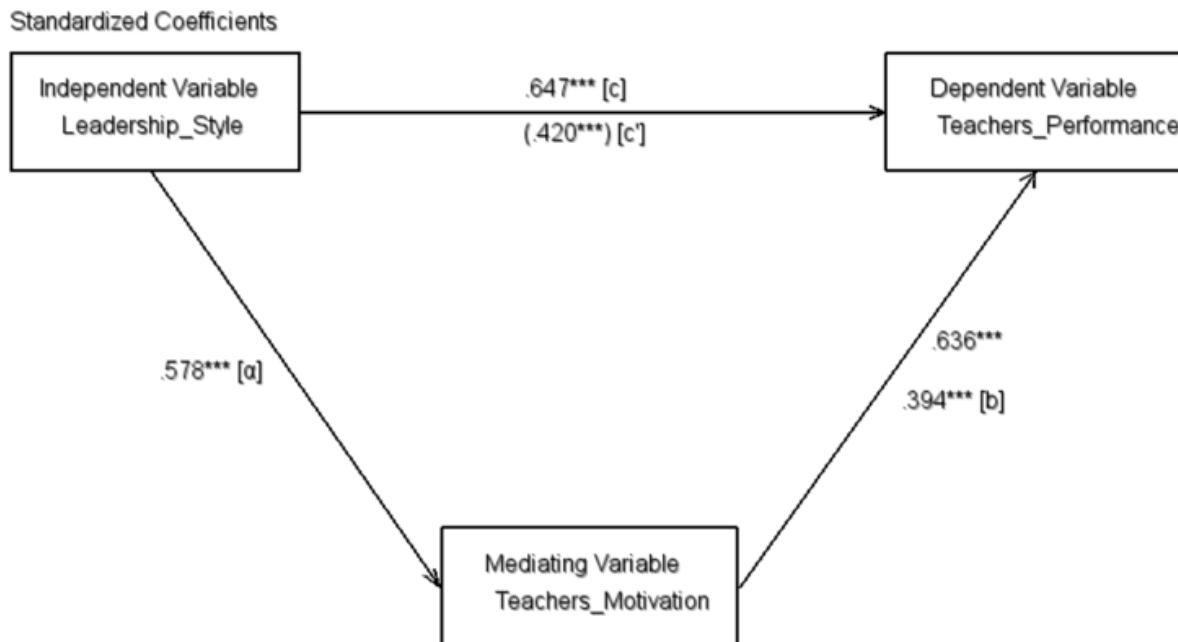 Standardized Coefficients
Independent Variable
Leadership_Style
.647*** [c]
(.420***) [c']
Dependent Variable
Teachers_Performance
.578*** [α]
.636***
.394*** [b]
Mediating Variable
Teachers_Motivation